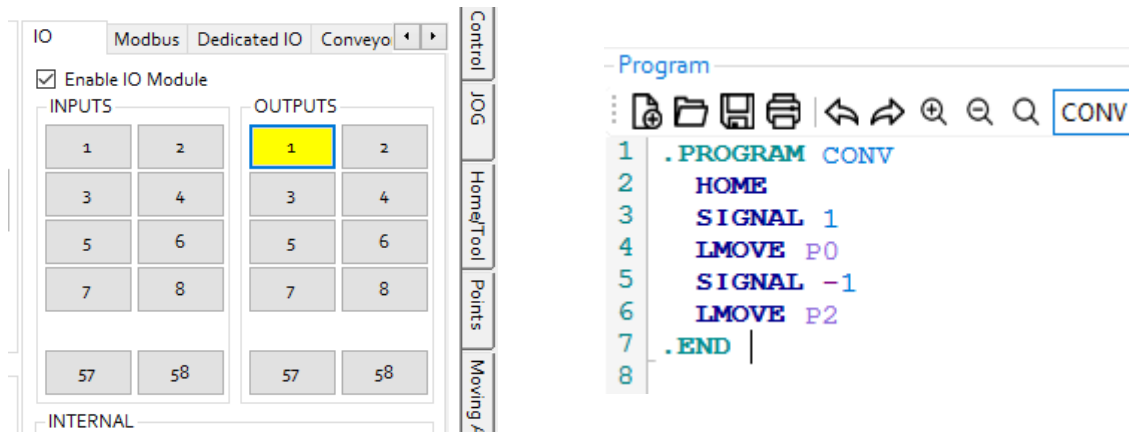 IO Modbus Dedicated IO Conveyo
Enable IO Module
INPUTS OUTPUTS
1 2 1 2
3 4 3 4
5 6 5 6
7 8 7 8
57 58 57 58
INTERNAL
Control
JOG
Home/Tool
Points
Moving A
Program
CONV
1 .PROGRAM CONV
2 HOME
3 SIGNAL 1
4 LMOVE P0
5 SIGNAL -1
6 LMOVE P2
7 .END
8